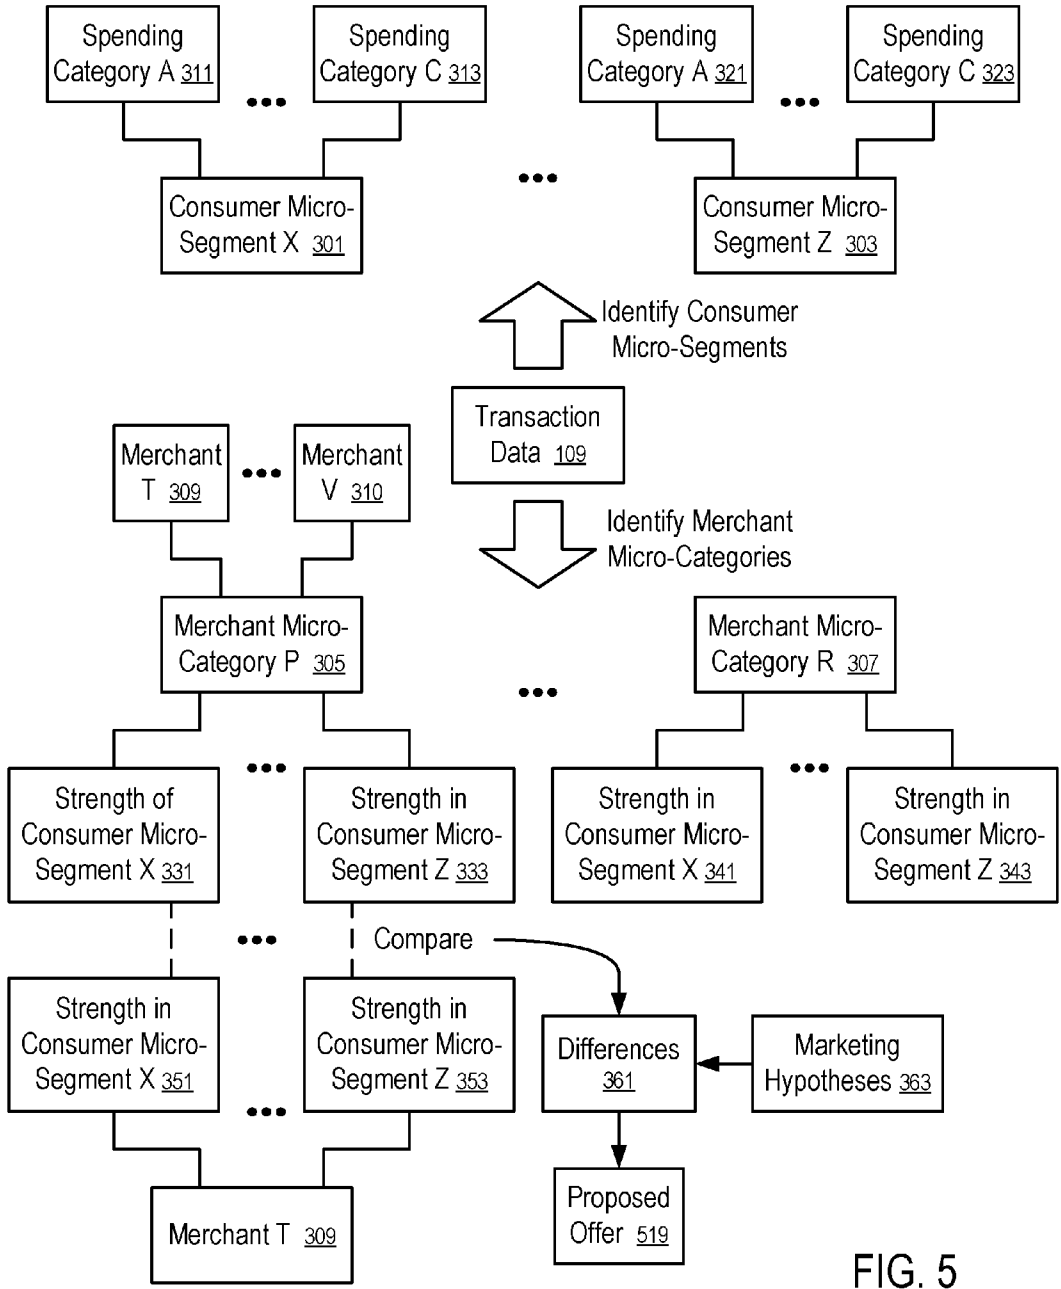 Spending
Category A 311
Spending
Category C 313
Spending
Category A 321
Spending
Category C 323
Consumer Micro-
Segment X 301
Consumer Micro-
Segment Z 303
Identify Consumer
Micro-Segments
Transaction
Data 109
Merchant
T 309
Merchant
V 310
Identify Merchant
Micro-Categories
Merchant Micro-
Category P 305
Merchant Micro-
Category R 307
Strength of
Consumer Micro-
Segment X 331
Strength in
Consumer Micro-
Segment Z 333
Strength in
Consumer Micro-
Segment X 341
Strength in
Consumer Micro-
Segment Z 343
Compare
Strength in
Consumer Micro-
Segment X 351
Strength in
Consumer Micro-
Segment Z 353
Differences
361
Marketing
Hypotheses 363
Merchant T 309
Proposed
Offer 519
FIG. 5